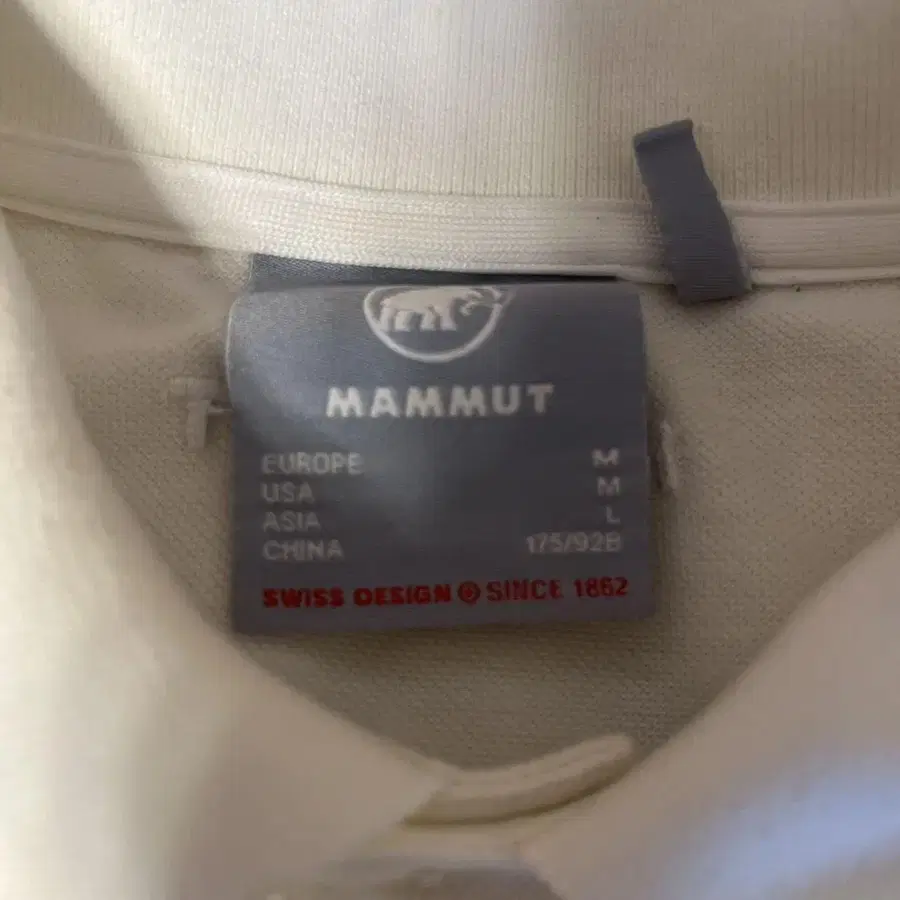 MAMMUT
EUROPE M
USA M
ASIA L
CHINA 175/92B
SWISS DESIGN SINCE 1862